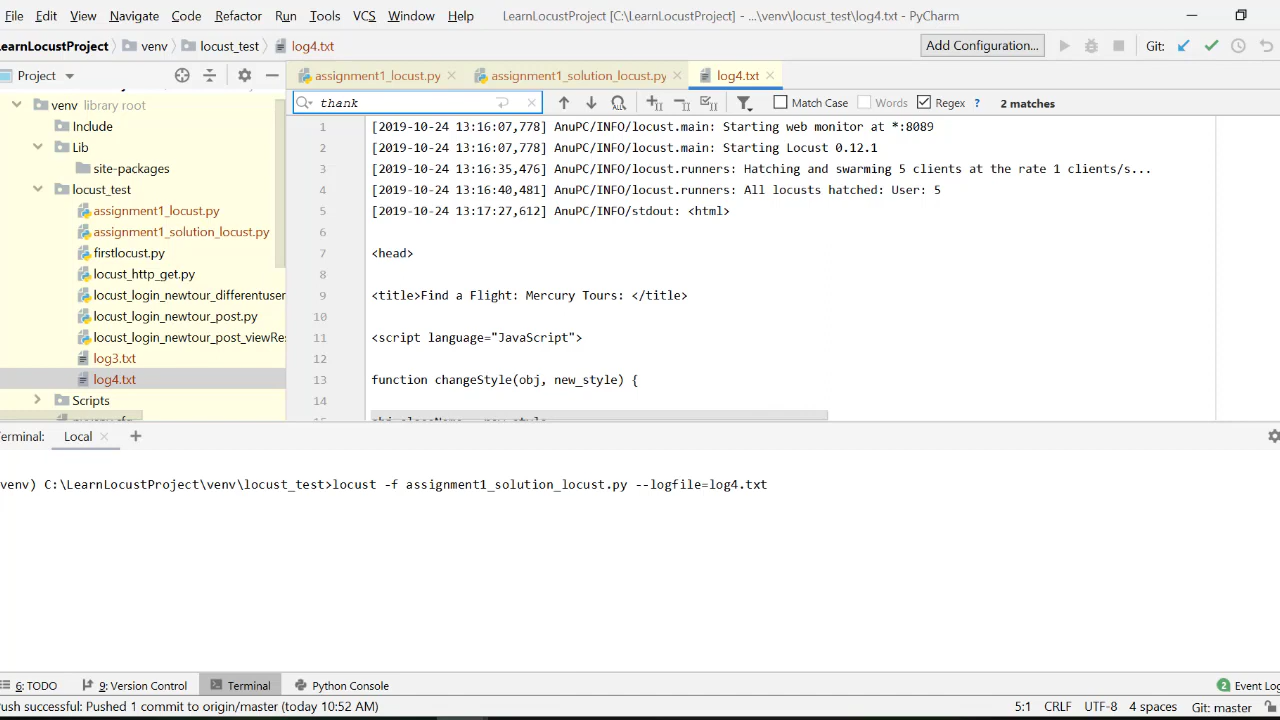 File Edit View Navigate Code Refactor Run Tools VCS Window Help LearnLocustProject [C:\LearnLocustProject] - ...\venv\locust_test\log4.txt - PyCharm
earnLocustProject venv locust_test log4.txt Add Configuration... Git:
Project assignment1_locust.py assignment1_solution_locust.py log4.txt
thank Match Case Words Regex ? 2 matches
venv library root
Include
Lib
site-packages
locust_test
assignment1_locust.py
assignment1_solution_locust.py
firstlocust.py
locust_http_get.py
locust_login_newtour_differentuser
locust_login_newtour_post.py
locust_login_newtour_post_viewRes
log3.txt
log4.txt
Scripts
1 [2019-10-24 13:16:07,778] AnuPC/INFO/locust.main: Starting web monitor at *:8089
2 [2019-10-24 13:16:07,778] AnuPC/INFO/locust.main: Starting Locust 0.12.1
3 [2019-10-24 13:16:35,476] AnuPC/INFO/locust.runners: Hatching and swarming 5 clients at the rate 1 clients/s...
4 [2019-10-24 13:16:40,481] AnuPC/INFO/locust.runners: All locusts hatched: User: 5
5 [2019-10-24 13:17:27,612] AnuPC/INFO/stdout: <html>
6
7 <head>
8
9 <title>Find a Flight: Mercury Tours: </title>
10
11 <script language="JavaScript">
12
13 function changeStyle(obj, new_style) {
14
erminal: Local
venv) C:\LearnLocustProject\venv\locust_test>locust -f assignment1_solution_locust.py --logfile=log4.txt
6: TODO 9: Version Control Terminal Python Console 2 Event Log
ush successful: Pushed 1 commit to origin/master (today 10:52 AM) 5:1 CRLF UTF-8 4 spaces Git: master